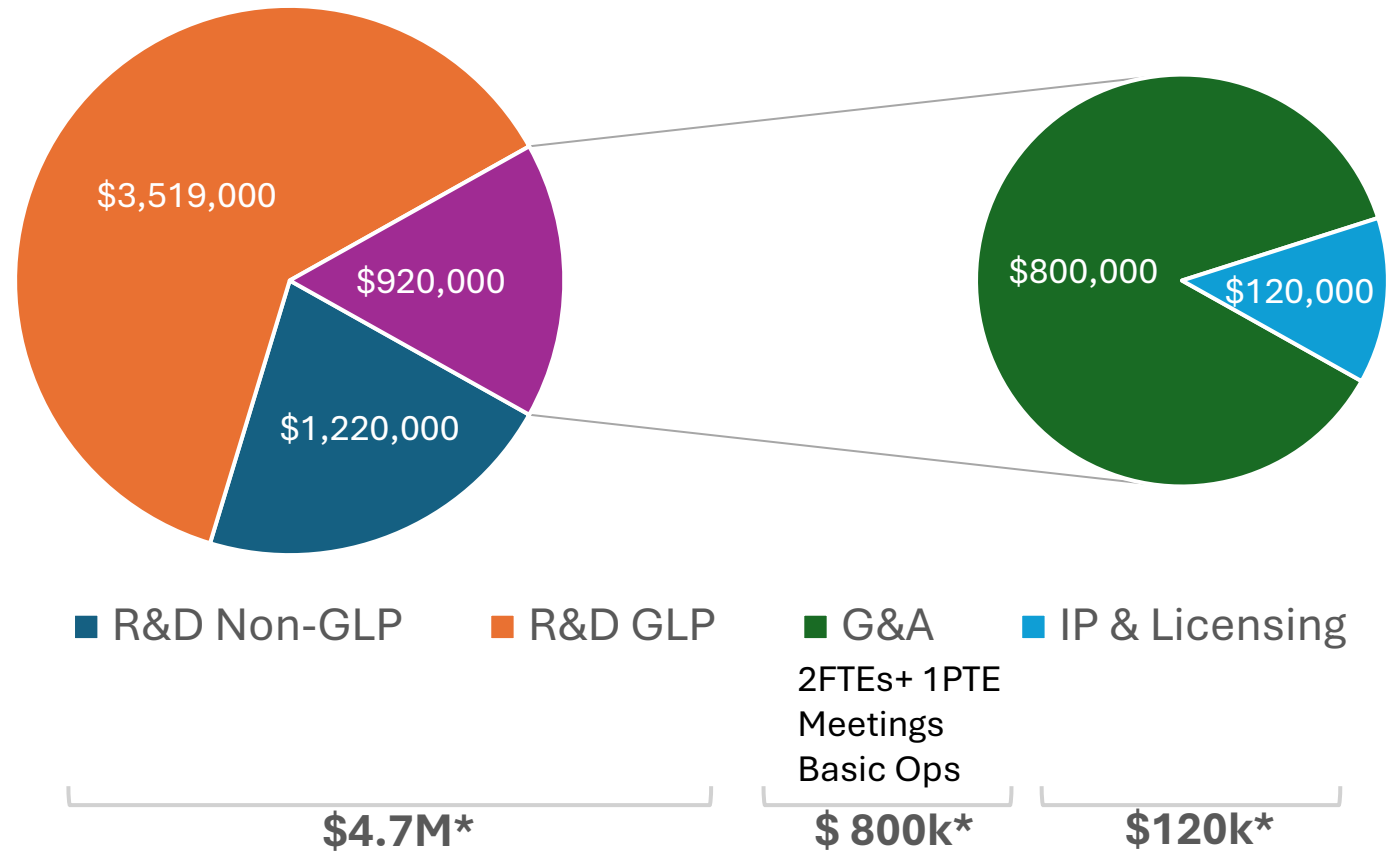 $3,519,000
$920,000
$1,220,000
$800,000
$120,000
R&D Non-GLP
R&D GLP
G&A
IP & Licensing
2FTEs+ 1PTE
Meetings
Basic Ops
$4.7M*
$ 800k*
$120k*